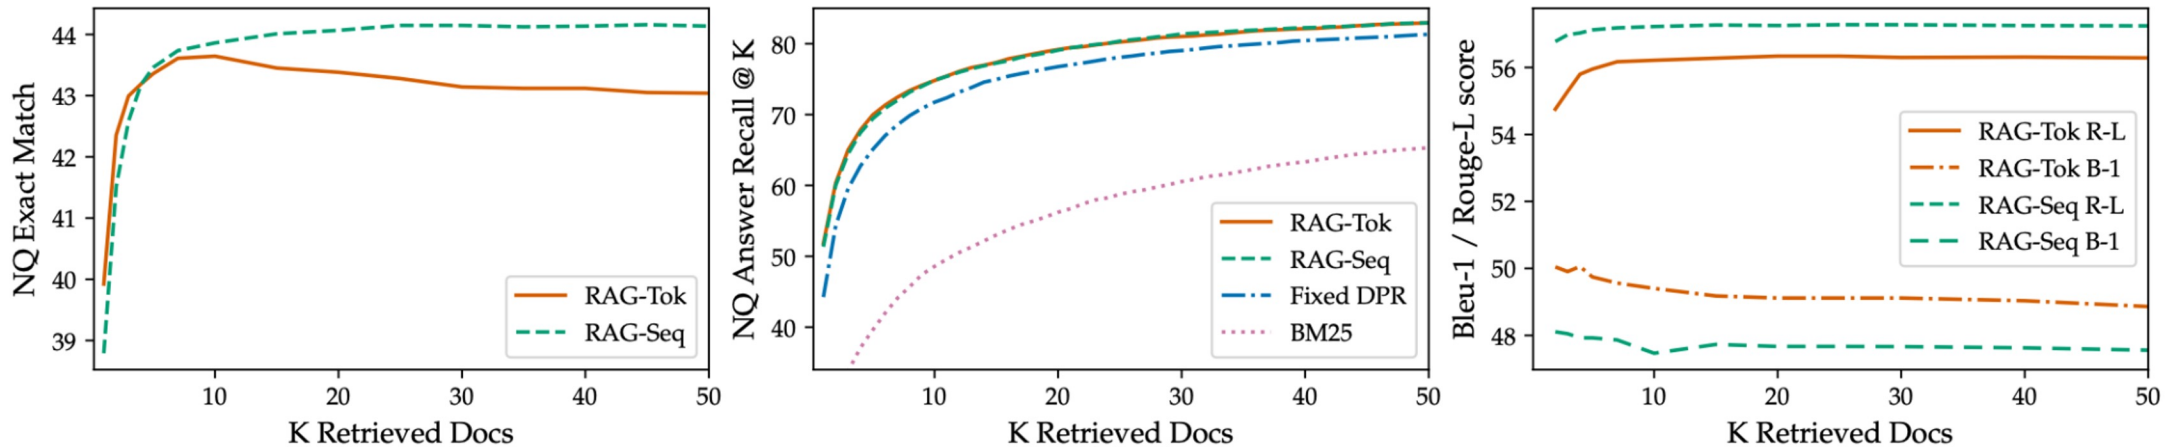 NQ Exact Match
44
43
42
41
40
39
RAG-Tok
RAG-Seq
10 20 30 40 50
K Retrieved Docs
NQ Answer Recall @ K
80
70
60
50
40
RAG-Tok
RAG-Seq
Fixed DPR
BM25
10 20 30 40 50
K Retrieved Docs
Bleu-1 / Rouge-L score
56
54
52
50
48
RAG-Tok R-L
RAG-Tok B-1
RAG-Seq R-L
RAG-Seq B-1
10 20 30 40 50
K Retrieved Docs